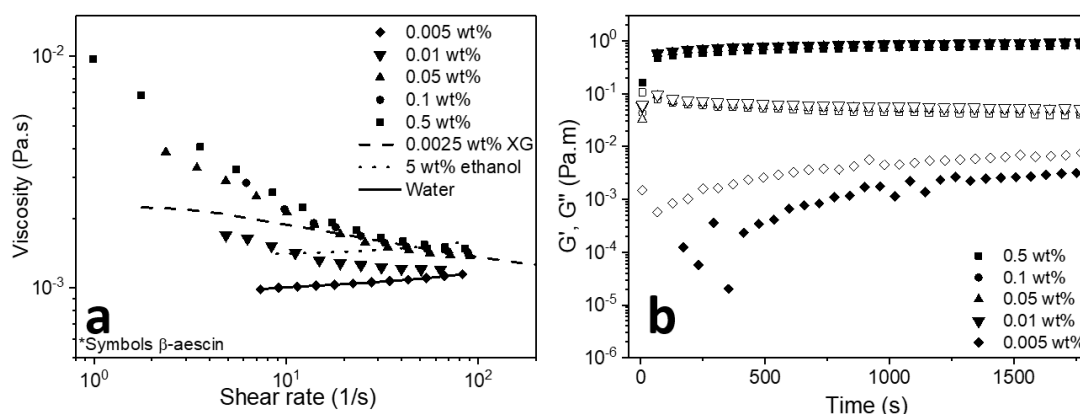 10⁻²
10⁻³
Viscosity (Pa.s)
0.005 wt%
0.01 wt%
0.05 wt%
0.1 wt%
0.5 wt%
0.0025 wt% XG
5 wt% ethanol
Water
a
*Symbols β-aescin
10⁰
10¹
10²
Shear rate (1/s)
10⁰
10⁻¹
10⁻²
10⁻³
10⁻⁴
10⁻⁵
10⁻⁶
G', G" (Pa.m)
0.5 wt%
0.1 wt%
0.05 wt%
0.01 wt%
0.005 wt%
b
0
500
1000
1500
Time (s)